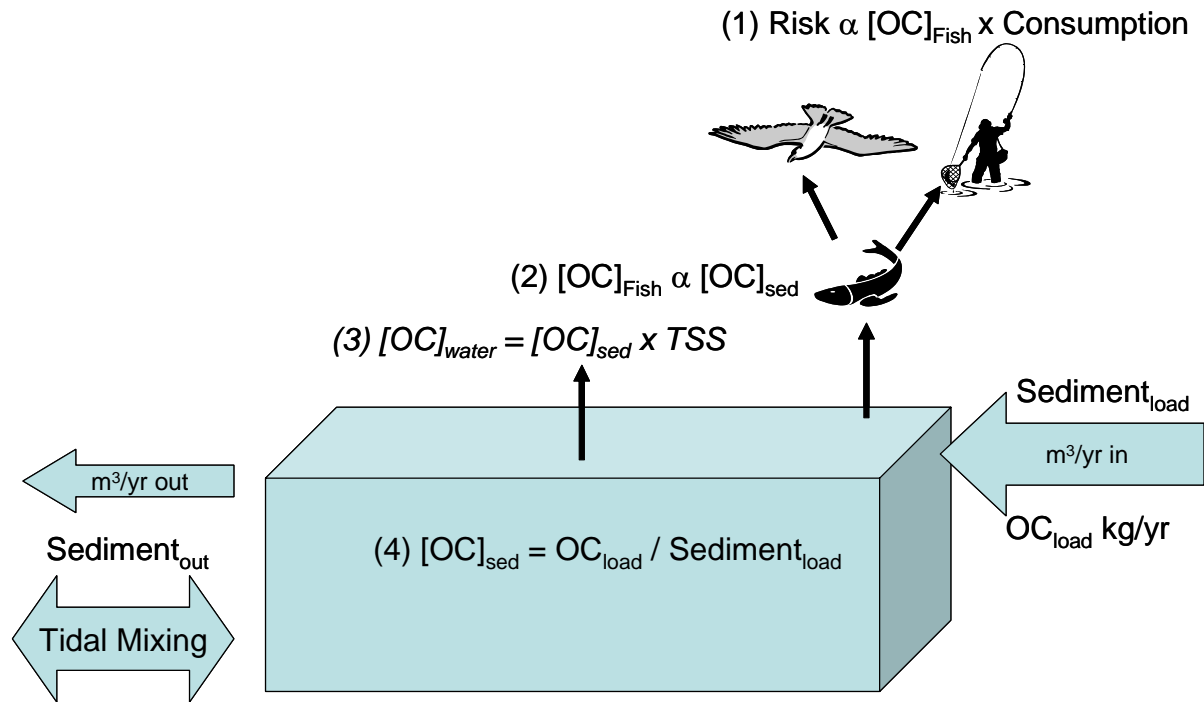 (1) Risk α [OC]Fish x Consumption
(2) [OC]Fish α [OC]sed
(3) [OC]water = [OC]sed x TSS
Sedimentload
m³/yr in
OCload kg/yr
m³/yr out
Sedimentout
(4) [OC]sed = OCload / Sedimentload
Tidal Mixing